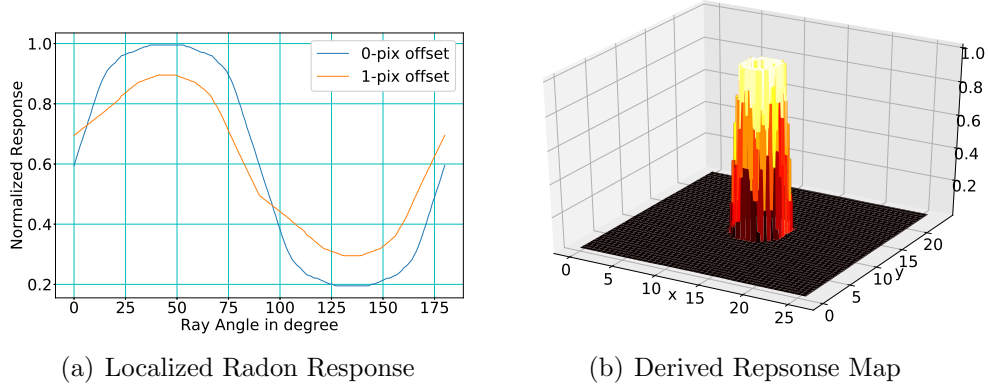 1.0
0.8
0.6
0.4
0.2
Normalized Response
0-pix offset
1-pix offset
0 25 50 75 100 125 150 175
Ray Angle in degree
1.0
0.8
0.6
0.4
0.2
0 5 10 15 20 25
x
0 5 10 15 20
y
(a) Localized Radon Response
(b) Derived Repsonse Map